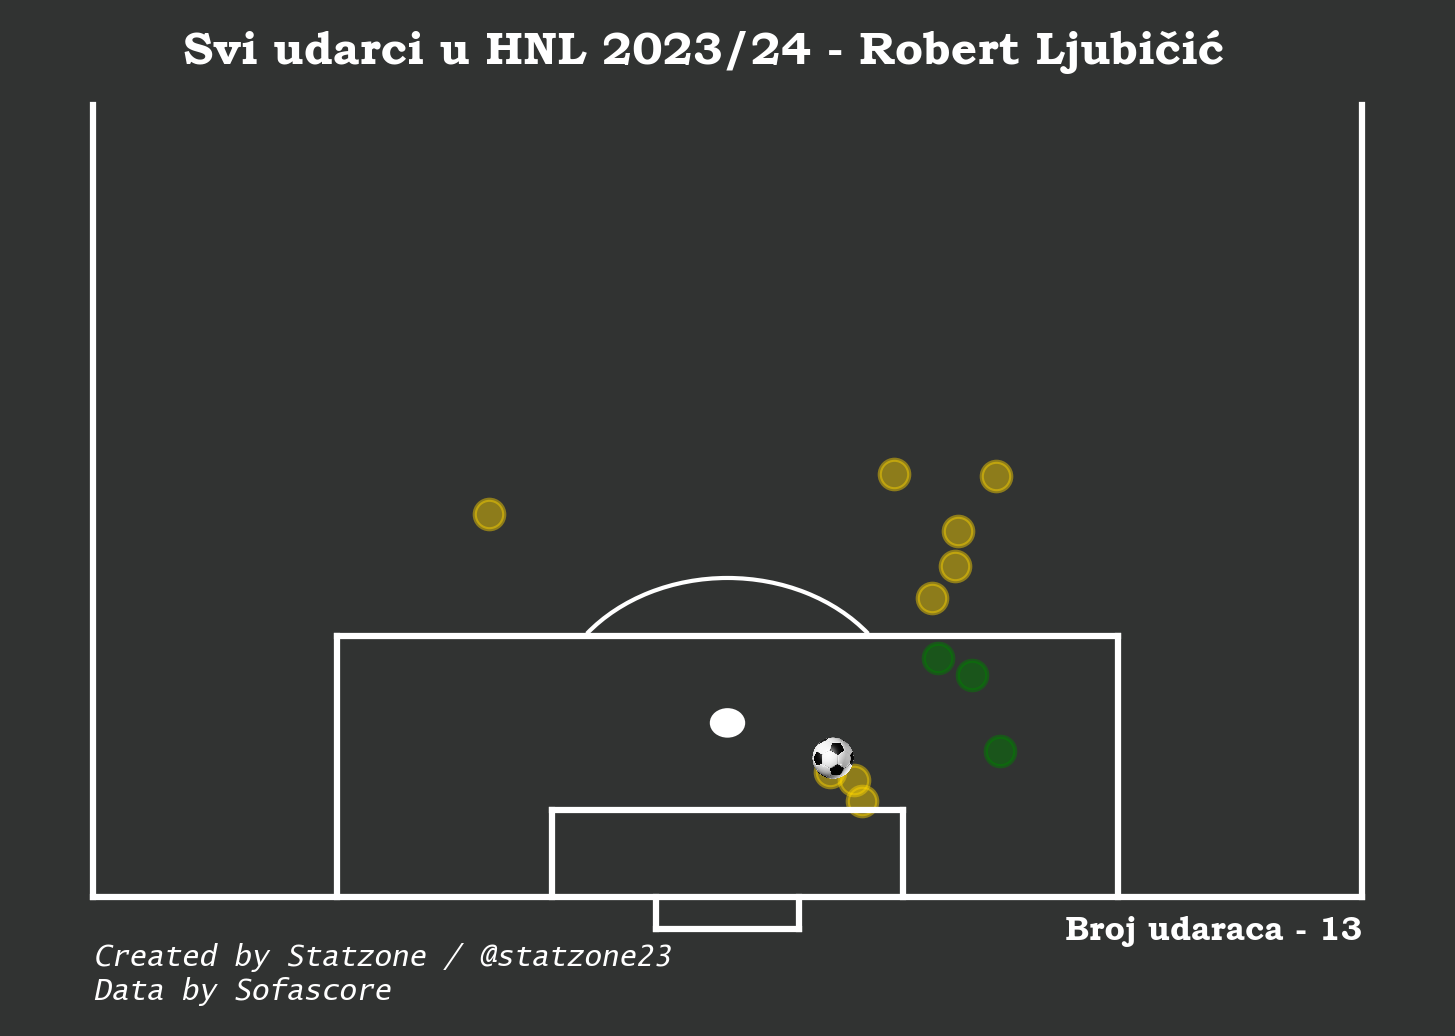 Svi udarci u HNL 2023/24 - Robert Ljubičić
Broj udaraca - 13
Created by Statzone / @statzone23
Data by Sofascore